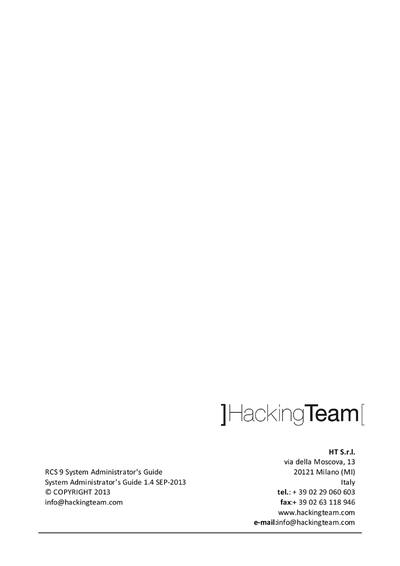 ]HackingTeam[
HT S.r.l.
via della Moscova, 13
RCS 9 System Administrator's Guide
20121 Milano (MI)
System Administrator's Guide 1.4 SEP-2013
Italy
© COPYRIGHT 2013
tel.: + 39 02 29 060 603
info@hackingteam.com
fax:+ 39 02 63 118 946
www.hackingteam.com
e-mail:info@hackingteam.com